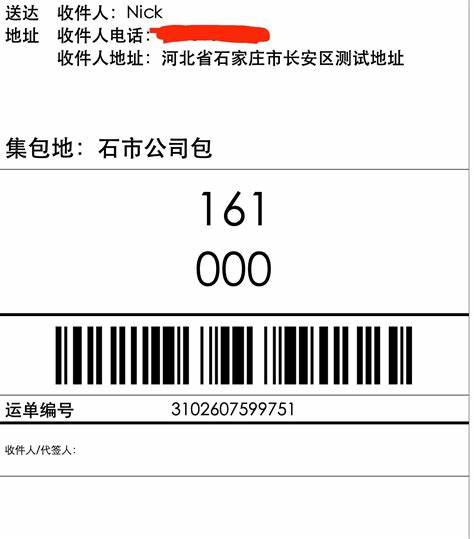 送达 收件人：Nick
地址 收件人电话：
收件人地址：河北省石家庄市长安区测试地址
集包地：石市公司包
161
000
运单编号 3102607599751
收件人/代签人：